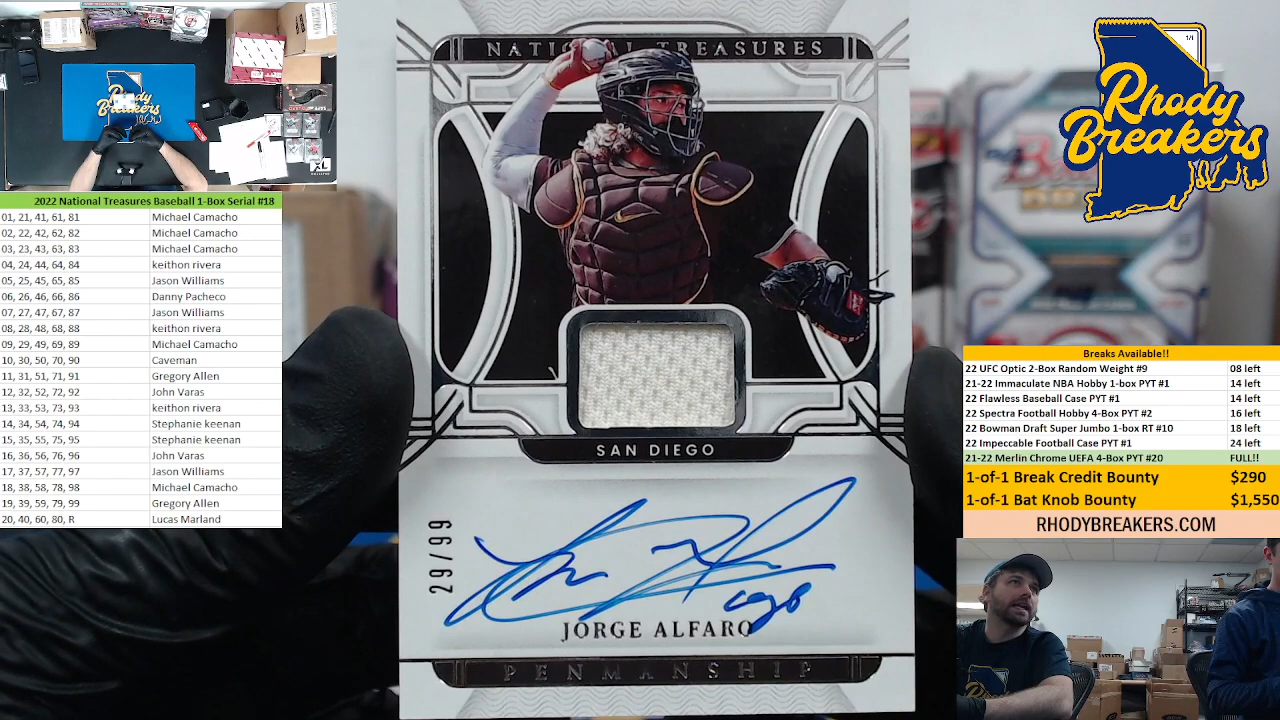 1/1
Rhody
Breakers
2022 National Treasures Baseball 1-Box Serial #18
01, 21, 41, 61, 81 Michael Camacho
02, 22, 42, 62, 82 Michael Camacho
03, 23, 43, 63, 83 Michael Camacho
04, 24, 44, 64, 84 keithon rivera
05, 25, 45, 65, 85 Jason Williams
06, 26, 46, 66, 86 Danny Pacheco
07, 27, 47, 67, 87 Jason Williams
08, 28, 48, 68, 88 keithon rivera
09, 29, 49, 69, 89 Michael Camacho
10, 30, 50, 70, 90 Caveman
11, 31, 51, 71, 91 Gregory Allen
12, 32, 52, 72, 92 John Varas
13, 33, 53, 73, 93 keithon rivera
14, 34, 54, 74, 94 Stephanie keenan
15, 35, 55, 75, 95 Stephanie keenan
16, 36, 56, 76, 96 John Varas
17, 37, 57, 77, 97 Jason Williams
18, 38, 58, 78, 98 Michael Camacho
19, 39, 59, 79, 99 Gregory Allen
20, 40, 60, 80, R Lucas Marland
NATIONAL TREASURES
SAN DIEGO
29/99
JORGE ALFARO
PENMANSHIP
Breaks Available!!
22 UFC Optic 2-Box Random Weight #9 08 left
21-22 Immaculate NBA Hobby 1-box PYT #1 14 left
22 Flawless Baseball Case PYT #1 14 left
22 Spectra Football Hobby 4-Box PYT #2 16 left
22 Bowman Draft Super Jumbo 1-box RT #10 18 left
22 Impeccable Football Case PYT #1 24 left
21-22 Merlin Chrome UEFA 4-Box PYT #20 FULL!!
1-of-1 Break Credit Bounty $290
1-of-1 Bat Knob Bounty $1,550
RHODYBREAKERS.COM
Rhody
Breakers